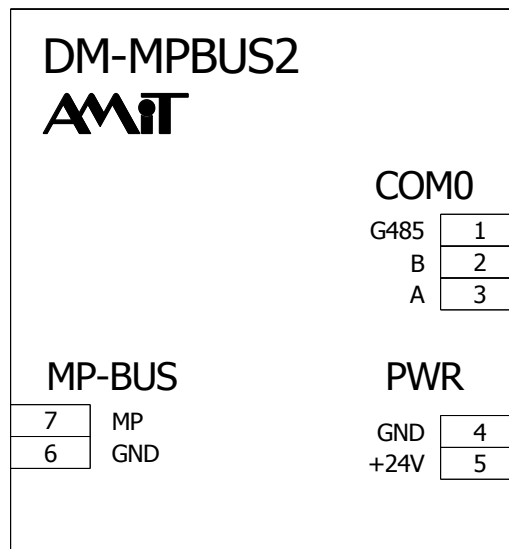 DM-MPBUS2
AMiT
COM0
G485 1
B 2
A 3
MP-BUS
7 MP
6 GND
PWR
GND 4
+24V 5